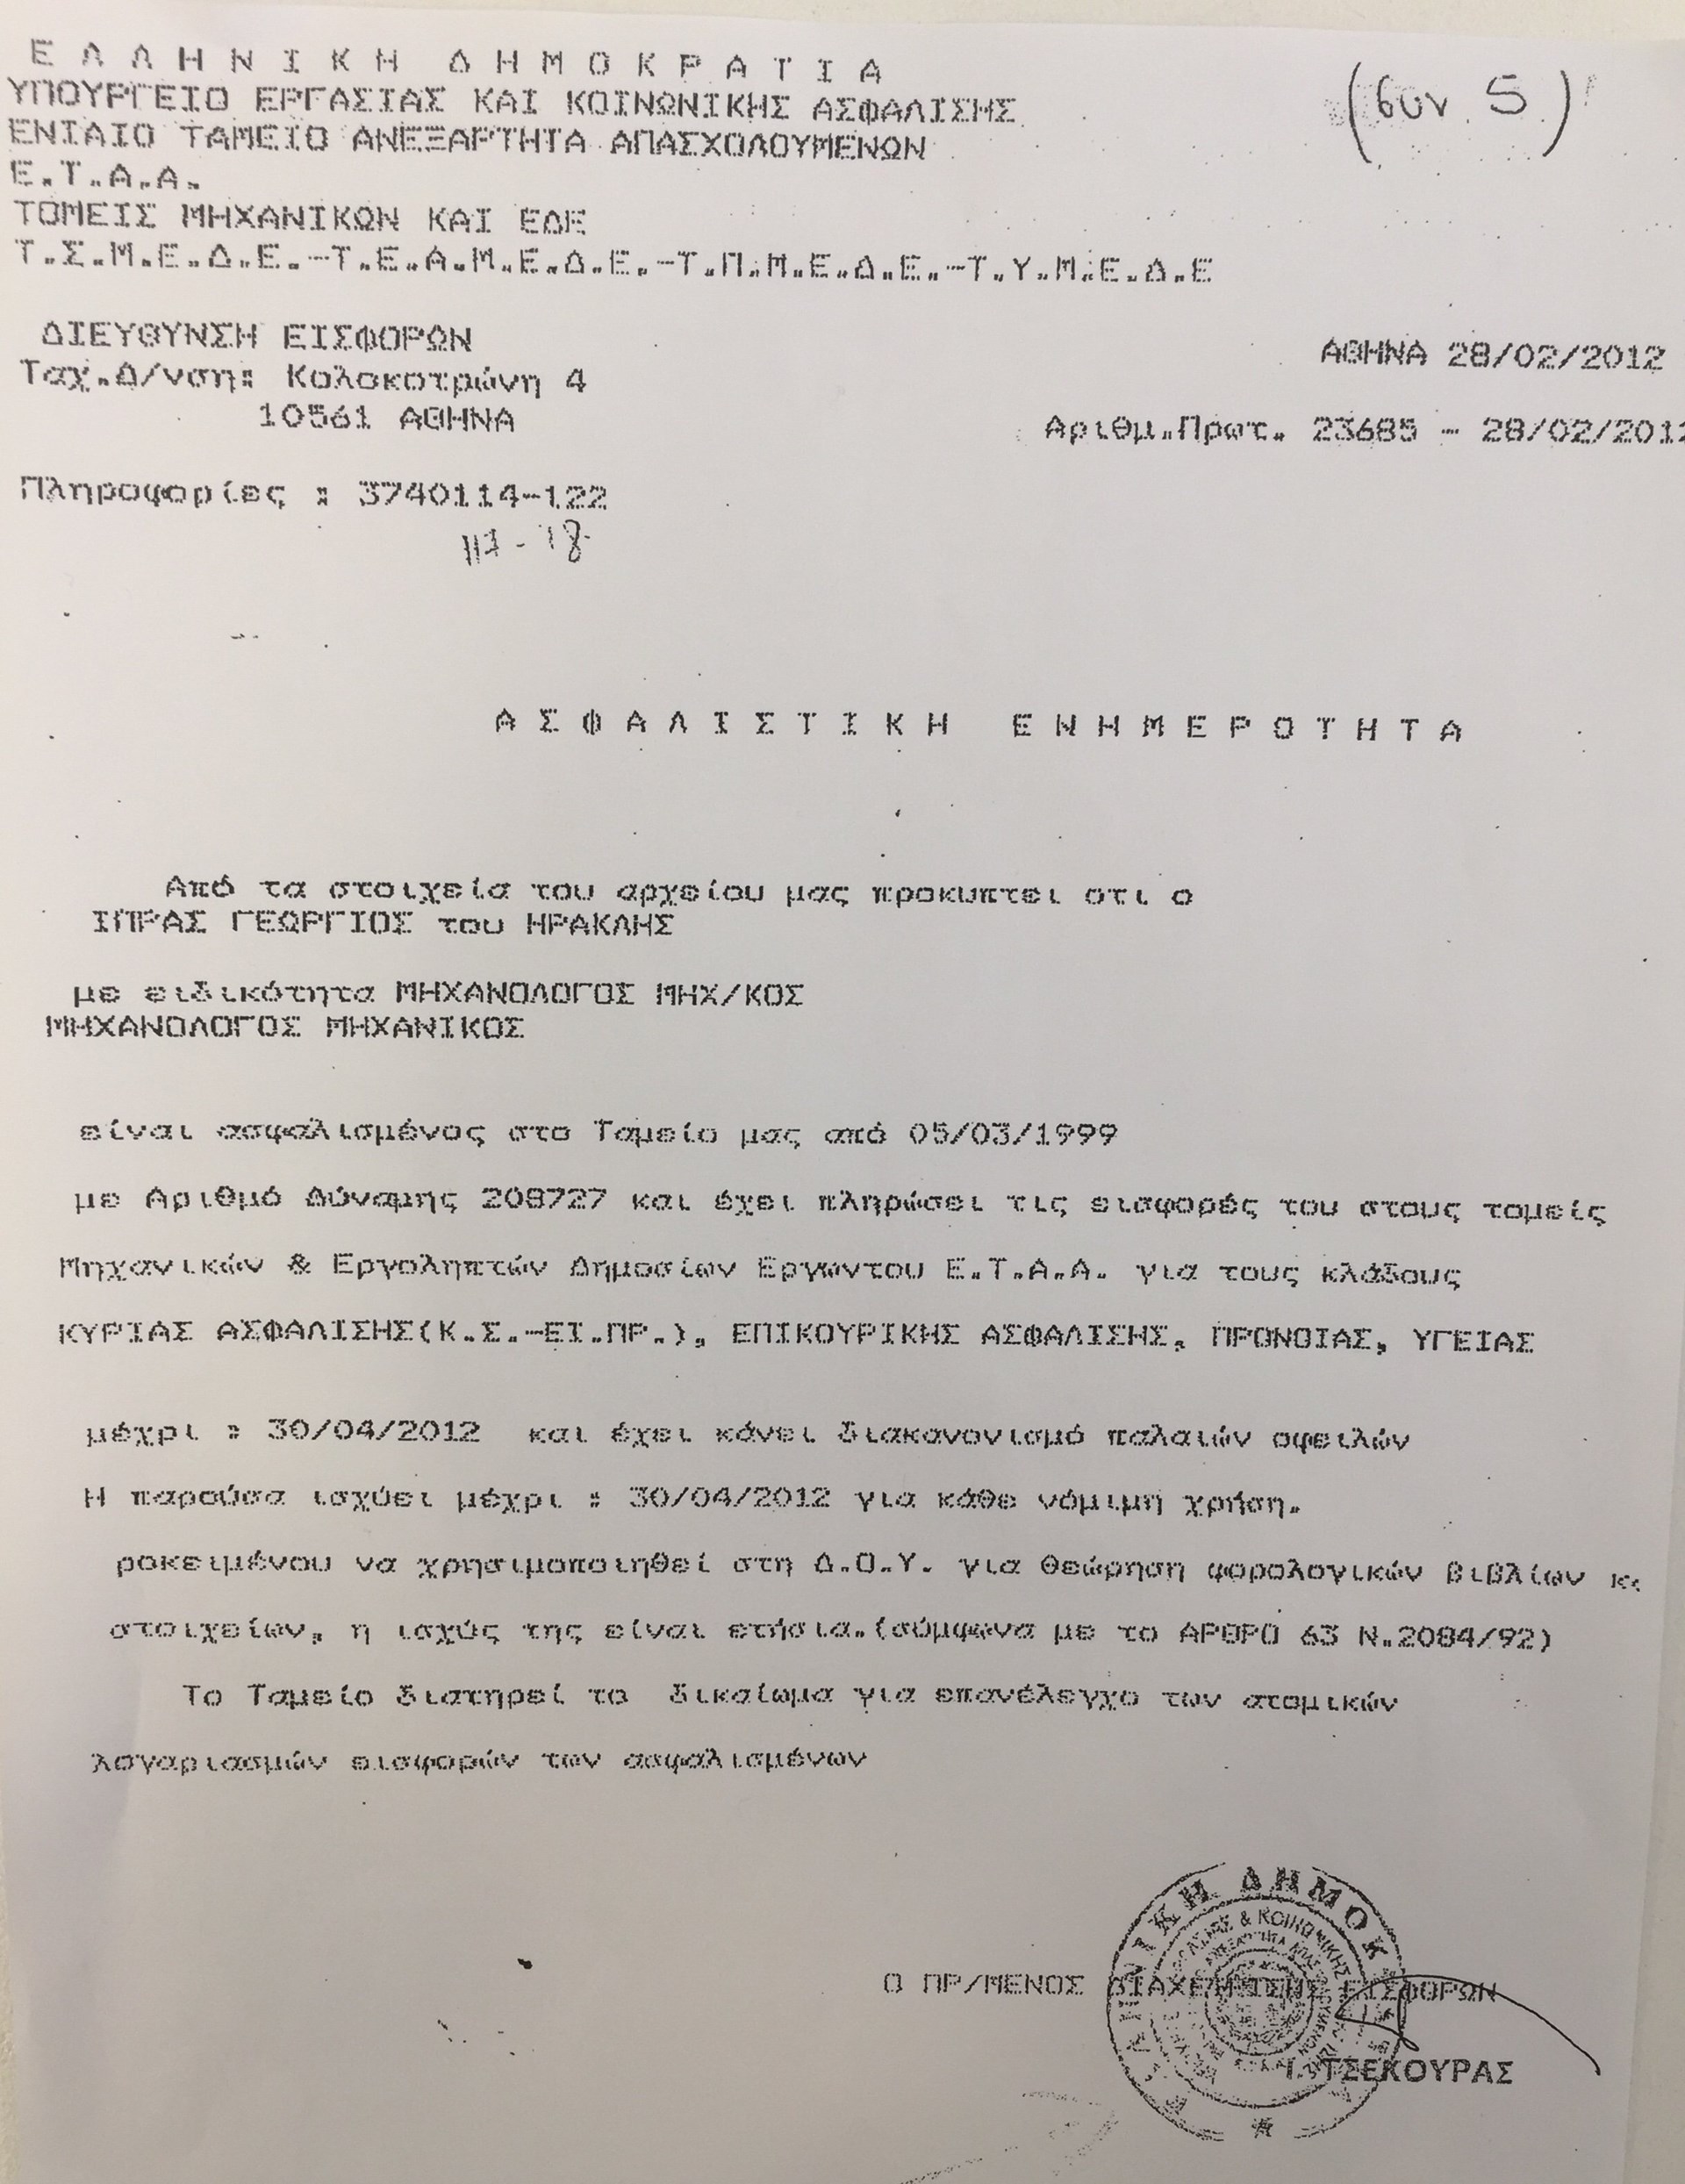 Ε Λ Λ Η Ν Ι Κ Η Δ Η Μ Ο Κ Ρ Α Τ Ι Α
(συν 5)
ΥΠΟΥΡΓΕΙΟ ΕΡΓΑΣΙΑΣ ΚΑΙ ΚΟΙΝΩΝΙΚΗΣ ΑΣΦΑΛΙΣΗΣ
ΕΝΙΑΙΟ ΤΑΜΕΙΟ ΑΝΕΞΑΡΤΗΤΑ ΑΠΑΣΧΟΛΟΥΜΕΝΩΝ
Ε.Τ.Α.Α.
ΤΟΜΕΙΣ ΜΗΧΑΝΙΚΩΝ ΚΑΙ ΕΔΕ
Τ.Σ.Μ.Ε.Δ.Ε.-Τ.Ε.Α.Μ.Ε.Δ.Ε.-Τ.Π.Μ.Ε.Δ.Ε.-Τ.Υ.Μ.Ε.Δ.Ε
ΔΙΕΥΘΥΝΣΗ ΕΙΣΦΟΡΩΝ
ΑΘΗΝΑ 28/02/2012
Ταχ.Δ/νση: Κολοκοτρώνη 4
10561 ΑΘΗΝΑ
Αριθμ.Πρωτ. 23685 - 28/02/2012
Πληροφορίες : 3740114-122
117-18
Α Σ Φ Α Λ Ι Σ Τ Ι Κ Η Ε Ν Η Μ Ε Ρ Ο Τ Η Τ Α
Από τα στοιχεία του αρχείου μας προκυπτει οτι ο
ΙΠΡΑΣ ΓΕΩΡΓΙΟΣ του ΗΡΑΚΛΗΣ
με ειδικότητα ΜΗΧΑΝΟΛΟΓΟΣ ΜΗΧ/ΚΟΣ
ΜΗΧΑΝΟΛΟΓΟΣ ΜΗΧΑΝΙΚΟΣ
είναι ασφαλισμένος στο Ταμείο μας από 05/03/1999
με Αριθμό Δύναμης 208727 και έχει πληρώσει τις εισφορές του στους τομείς
Μηχανικών & Εργοληπτών Δημοσίων Εργωντου Ε.Τ.Α.Α. για τους κλάδους
ΚΥΡΙΑΣ ΑΣΦΑΛΙΣΗΣ(Κ.Σ.-ΕΙ.ΠΡ.), ΕΠΙΚΟΥΡΙΚΗΣ ΑΣΦΑΛΙΣΗΣ, ΠΡΟΝΟΙΑΣ, ΥΓΕΙΑΣ
μέχρι : 30/04/2012 και έχει κάνει διακανονισμό παλαιών οφειλών
Η παρούσα ισχύει μέχρι : 30/04/2012 για κάθε νόμιμη χρήση.
ροκειμένου να χρησιμοποιηθεί στη Δ.Ο.Υ. για θεώρηση φορολογικών βιβλίων κ
στοιχείων, η ισχύς της είναι ετήσια.(σύμφωνα με το ΑΡΘΡΟ 63 Ν.2084/92)
Το Ταμείο διατηρεί το δικαίωμα για επανέλεγχο των ατομικών
λογαριασμών εισφορών των ασφαλισμένων
Ο ΠΡ/ΜΕΝΟΣ ΔΙΑΧΕΙΡΙΣΗΣ ΕΙΣΦΟΡΩΝ
Ι. ΤΣΕΚΟΥΡΑΣ